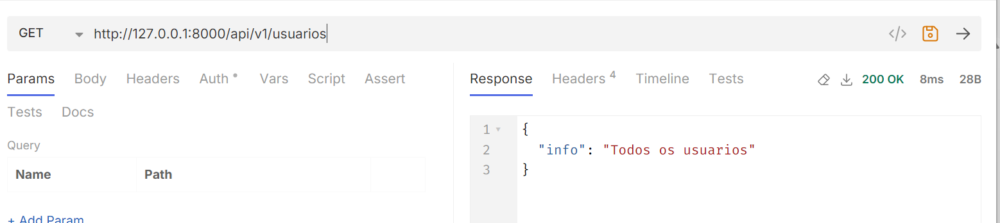 GET http://127.0.0.1:8000/api/v1/usuarios </>
Params Body Headers Auth Vars Script Assert
Tests Docs
Query
Name Path
+ Add Param
Response Headers 4 Timeline Tests 200 OK 8ms 28B
1 {
2 "info": "Todos os usuarios"
3 }